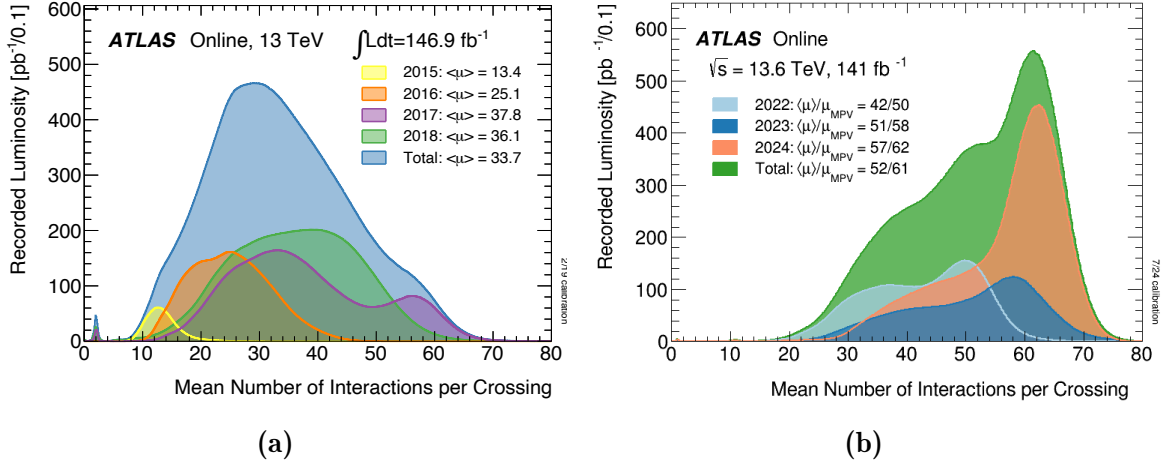 Recorded Luminosity [pb⁻¹/0.1]
600
500
400
300
200
100
0
ATLAS Online, 13 TeV ∫Ldt=146.9 fb⁻¹
2015: <μ> = 13.4
2016: <μ> = 25.1
2017: <μ> = 37.8
2018: <μ> = 36.1
Total: <μ> = 33.7
2/19 calibration
0 10 20 30 40 50 60 70 80
Mean Number of Interactions per Crossing
(a)
Recorded Luminosity [pb⁻¹/0.1]
600
500
400
300
200
100
0
ATLAS Online
√s = 13.6 TeV, 141 fb⁻¹
2022: ⟨μ⟩/μMPV = 42/50
2023: ⟨μ⟩/μMPV = 51/58
2024: ⟨μ⟩/μMPV = 57/62
Total: ⟨μ⟩/μMPV = 52/61
7/24 calibration
0 10 20 30 40 50 60 70 80
Mean Number of Interactions per Crossing
(b)